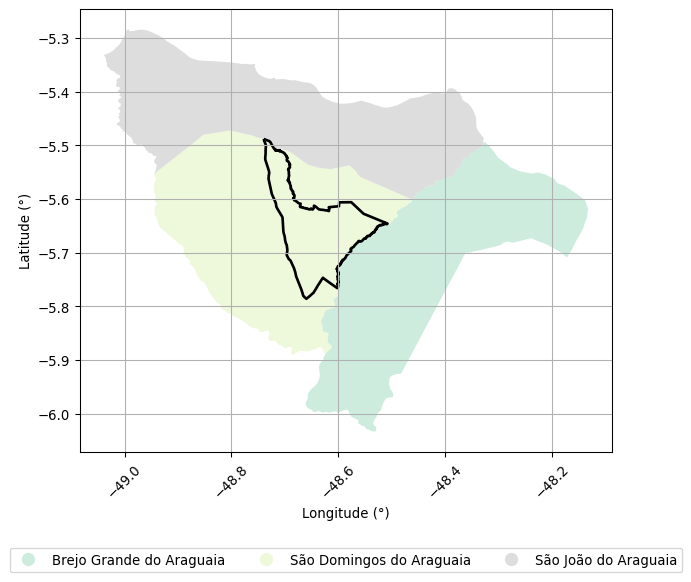 −5.3
−5.4
−5.5
−5.6
−5.7
−5.8
−5.9
−6.0
Latitude (°)
−49.0 −48.8 −48.6 −48.4 −48.2
Longitude (°)
Brejo Grande do Araguaia São Domingos do Araguaia São João do Araguaia